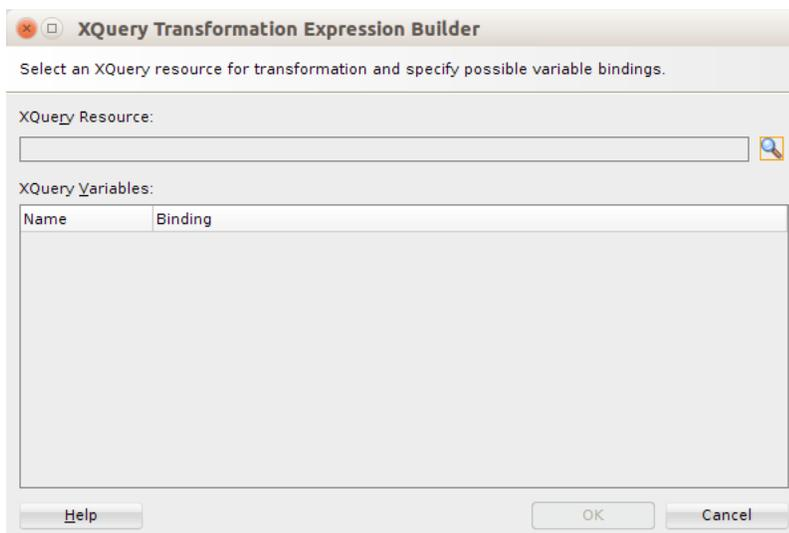 XQuery Transformation Expression Builder
Select an XQuery resource for transformation and specify possible variable bindings.
XQuery Resource:
XQuery Variables:
Name Binding
Help OK Cancel